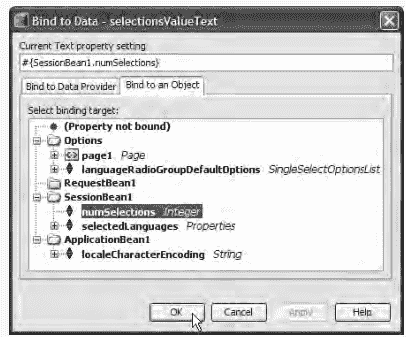 Bind to Data - selectionsValueText
Current Text property setting
#{SessionBean1.numSelections}
Bind to Data Provider Bind to an Object
Select binding target:
(Property not bound)
Options
page1 Page
languageRadioGroupDefaultOptions SingleSelectOptionsList
RequestBean1
SessionBean1
numSelections Integer
selectedLanguages Properties
ApplicationBean1
localeCharacterEncoding String
OK Cancel Apply Help